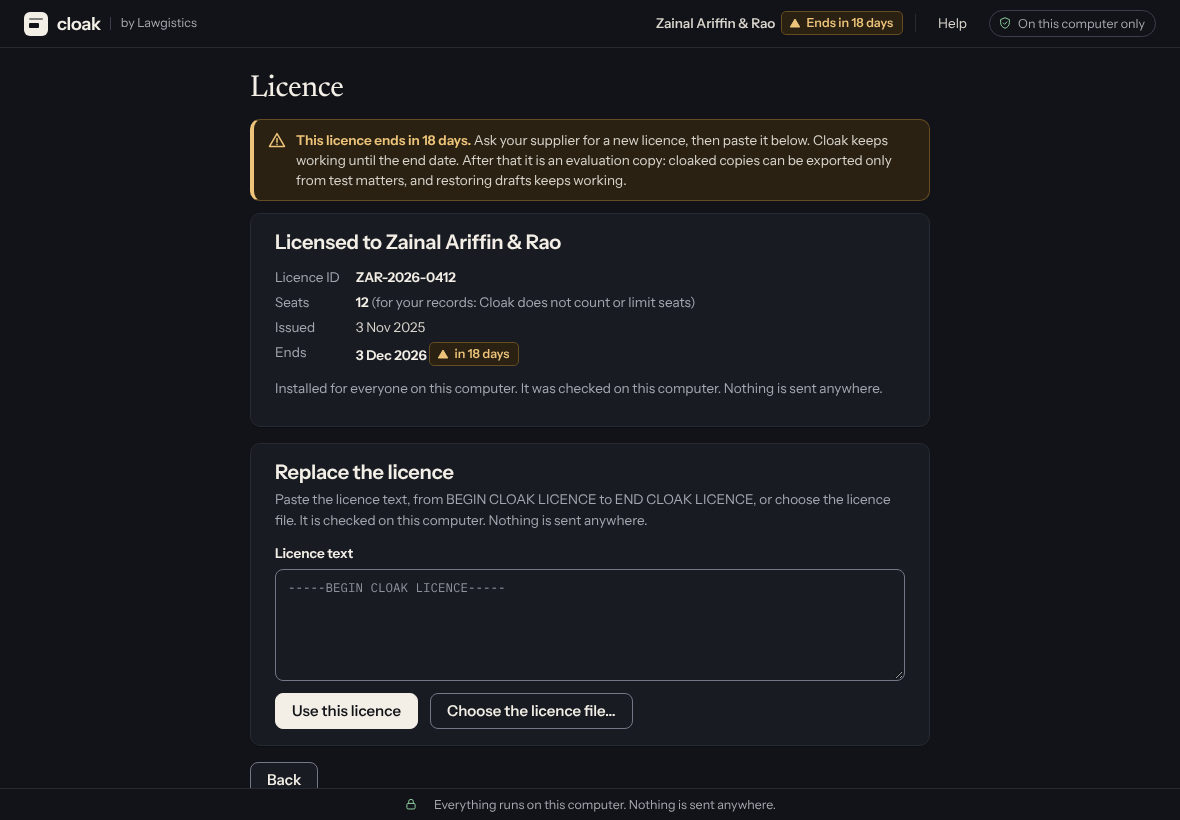 cloak by Lawgistics
Zainal Ariffin & Rao Ends in 18 days Help On this computer only
Licence
This licence ends in 18 days. Ask your supplier for a new licence, then paste it below. Cloak keeps
working until the end date. After that it is an evaluation copy: cloaked copies can be exported only
from test matters, and restoring drafts keeps working.
Licensed to Zainal Ariffin & Rao
Licence ID ZAR-2026-0412
Seats 12 (for your records: Cloak does not count or limit seats)
Issued 3 Nov 2025
Ends 3 Dec 2026 in 18 days
Installed for everyone on this computer. It was checked on this computer. Nothing is sent anywhere.
Replace the licence
Paste the licence text, from BEGIN CLOAK LICENCE to END CLOAK LICENCE, or choose the licence
file. It is checked on this computer. Nothing is sent anywhere.
Licence text
-----BEGIN CLOAK LICENCE-----
Use this licence Choose the licence file...
Back
Everything runs on this computer. Nothing is sent anywhere.